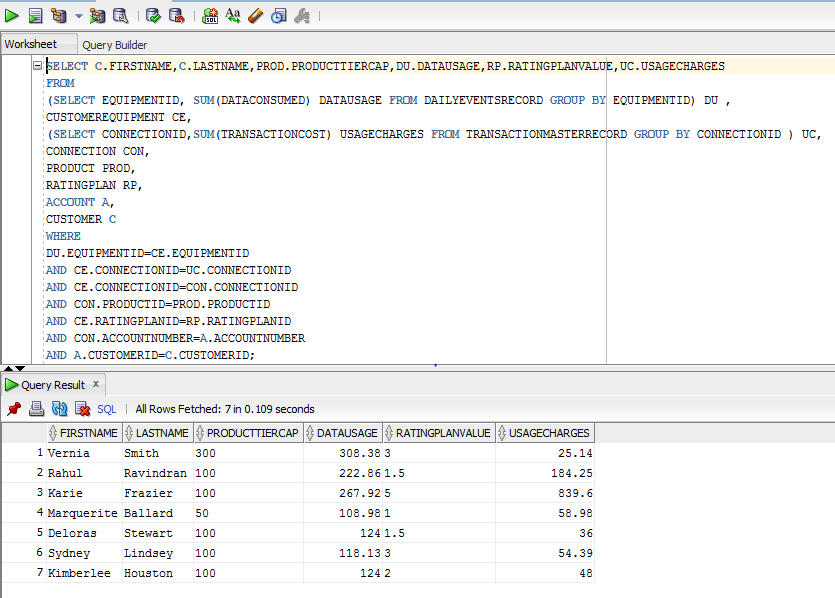 Worksheet Query Builder
SELECT C.FIRSTNAME,C.LASTNAME,PROD.PRODUCTTIERCAP,DU.DATAUSAGE,RP.RATINGPLANVALUE,UC.USAGECHARGES
FROM
(SELECT EQUIPMENTID, SUM(DATACONSUMED) DATAUSAGE FROM DAILYEVENTSRECORD GROUP BY EQUIPMENTID) DU ,
CUSTOMEREQUIPMENT CE,
(SELECT CONNECTIONID,SUM(TRANSACTIONCOST) USAGECHARGES FROM TRANSACTIONMASTERRECORD GROUP BY CONNECTIONID ) UC,
CONNECTION CON,
PRODUCT PROD,
RATINGPLAN RP,
ACCOUNT A,
CUSTOMER C
WHERE
DU.EQUIPMENTID=CE.EQUIPMENTID
AND CE.CONNECTIONID=UC.CONNECTIONID
AND CE.CONNECTIONID=CON.CONNECTIONID
AND CON.PRODUCTID=PROD.PRODUCTID
AND CE.RATINGPLANID=RP.RATINGPLANID
AND CON.ACCOUNTNUMBER=A.ACCOUNTNUMBER
AND A.CUSTOMERID=C.CUSTOMERID;
Query Result x
SQL | All Rows Fetched: 7 in 0.109 seconds
FIRSTNAME LASTNAME PRODUCTTIERCAP DATAUSAGE RATINGPLANVALUE USAGECHARGES
1 Vernia Smith 300 308.38 3 25.14
2 Rahul Ravindran 100 222.86 1.5 184.25
3 Karie Frazier 100 267.92 5 839.6
4 Marquerite Ballard 50 108.98 1 58.98
5 Deloras Stewart 100 124 1.5 36
6 Sydney Lindsey 100 118.13 3 54.39
7 Kimberlee Houston 100 124 2 48